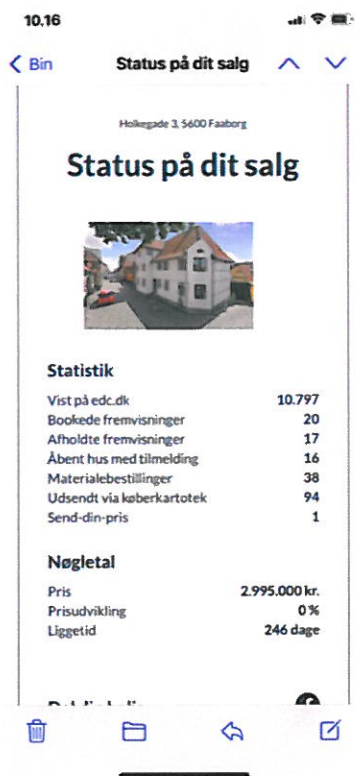 10.16
Bin
Status på dit salg
Holkegade 3, 5600 Faaborg
Status på dit salg
Statistik
Vist på edc.dk 10.797
Bookede fremvisninger 20
Afholdte fremvisninger 17
Åbent hus med tilmelding 16
Materialebestillinger 38
Udsendt via køberkartotek 94
Send-din-pris 1
Nøgletal
Pris 2.995.000 kr.
Prisudvikling 0 %
Liggetid 246 dage